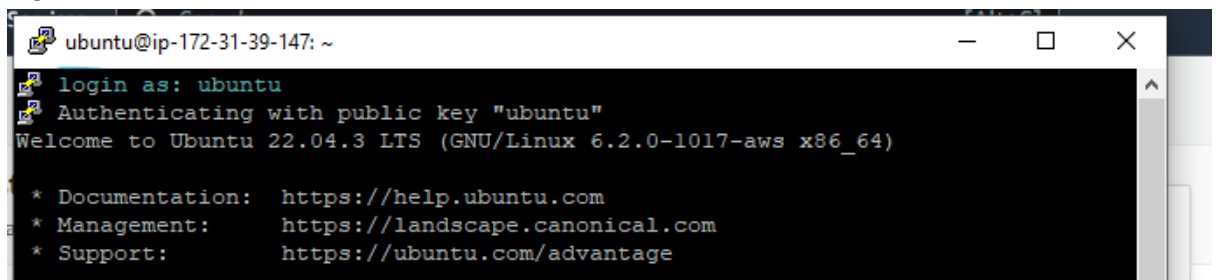 ubuntu@ip-172-31-39-147: ~
login as: ubuntu
Authenticating with public key "ubuntu"
Welcome to Ubuntu 22.04.3 LTS (GNU/Linux 6.2.0-1017-aws x86_64)
* Documentation: https://help.ubuntu.com
* Management: https://landscape.canonical.com
* Support: https://ubuntu.com/advantage